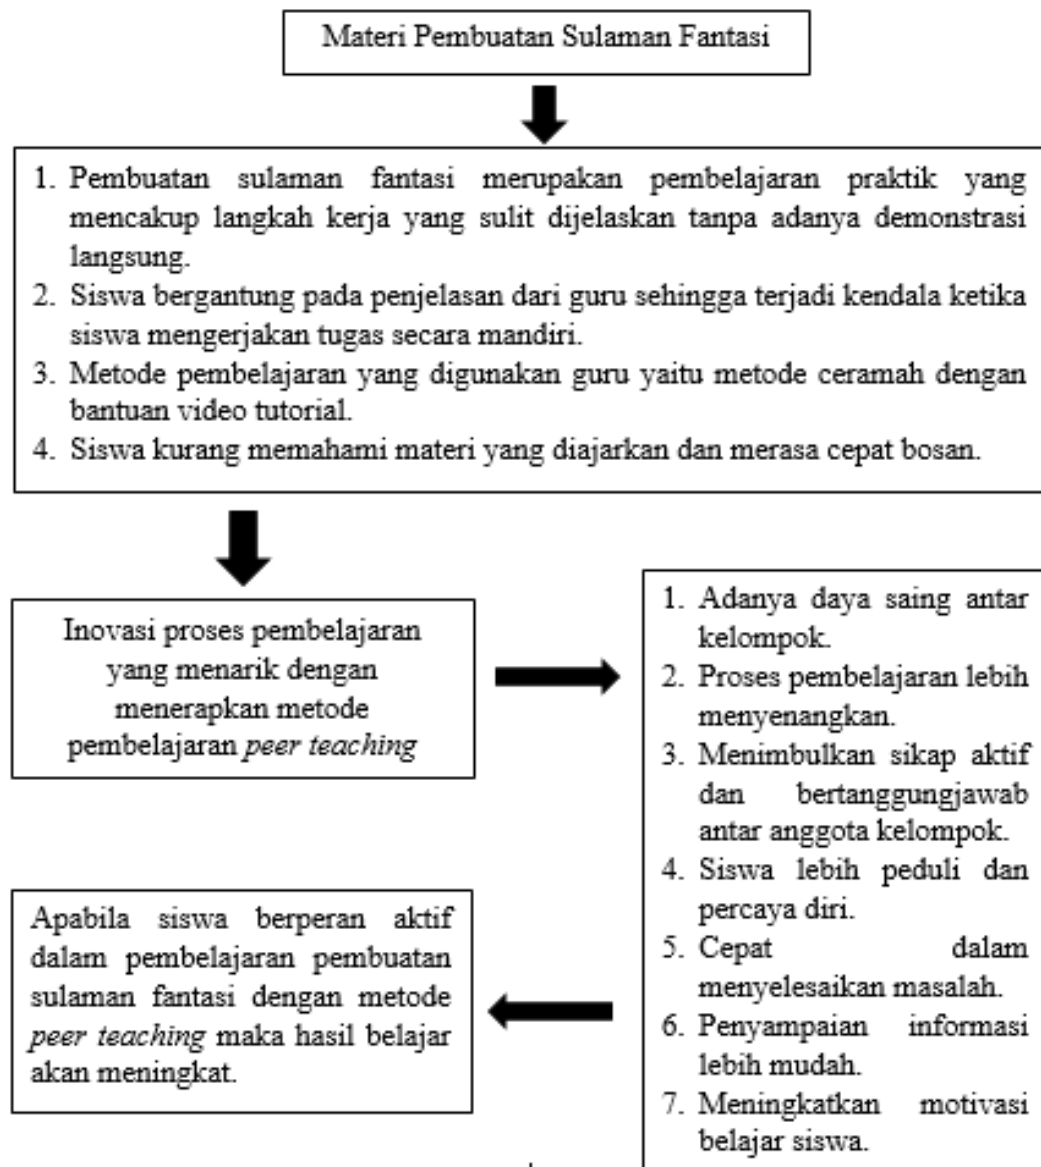 Materi Pembuatan Sulaman Fantasi
1. Pembuatan sulaman fantasi merupakan pembelajaran praktik yang
mencakup langkah kerja yang sulit dijelaskan tanpa adanya demonstrasi
langsung.
2. Siswa bergantung pada penjelasan dari guru sehingga terjadi kendala ketika
siswa mengerjakan tugas secara mandiri.
3. Metode pembelajaran yang digunakan guru yaitu metode ceramah dengan
bantuan video tutorial.
4. Siswa kurang memahami materi yang diajarkan dan merasa cepat bosan.
Inovasi proses pembelajaran
yang menarik dengan
menerapkan metode
pembelajaran peer teaching
1. Adanya daya saing antar
kelompok.
2. Proses pembelajaran lebih
menyenangkan.
3. Menimbulkan sikap aktif
dan bertanggungjawab
antar anggota kelompok.
4. Siswa lebih peduli dan
percaya diri.
5. Cepat dalam
menyelesaikan masalah.
6. Penyampaian informasi
lebih mudah.
7. Meningkatkan motivasi
belajar siswa.
Apabila siswa berperan aktif
dalam pembelajaran pembuatan
sulaman fantasi dengan metode
peer teaching maka hasil belajar
akan meningkat.